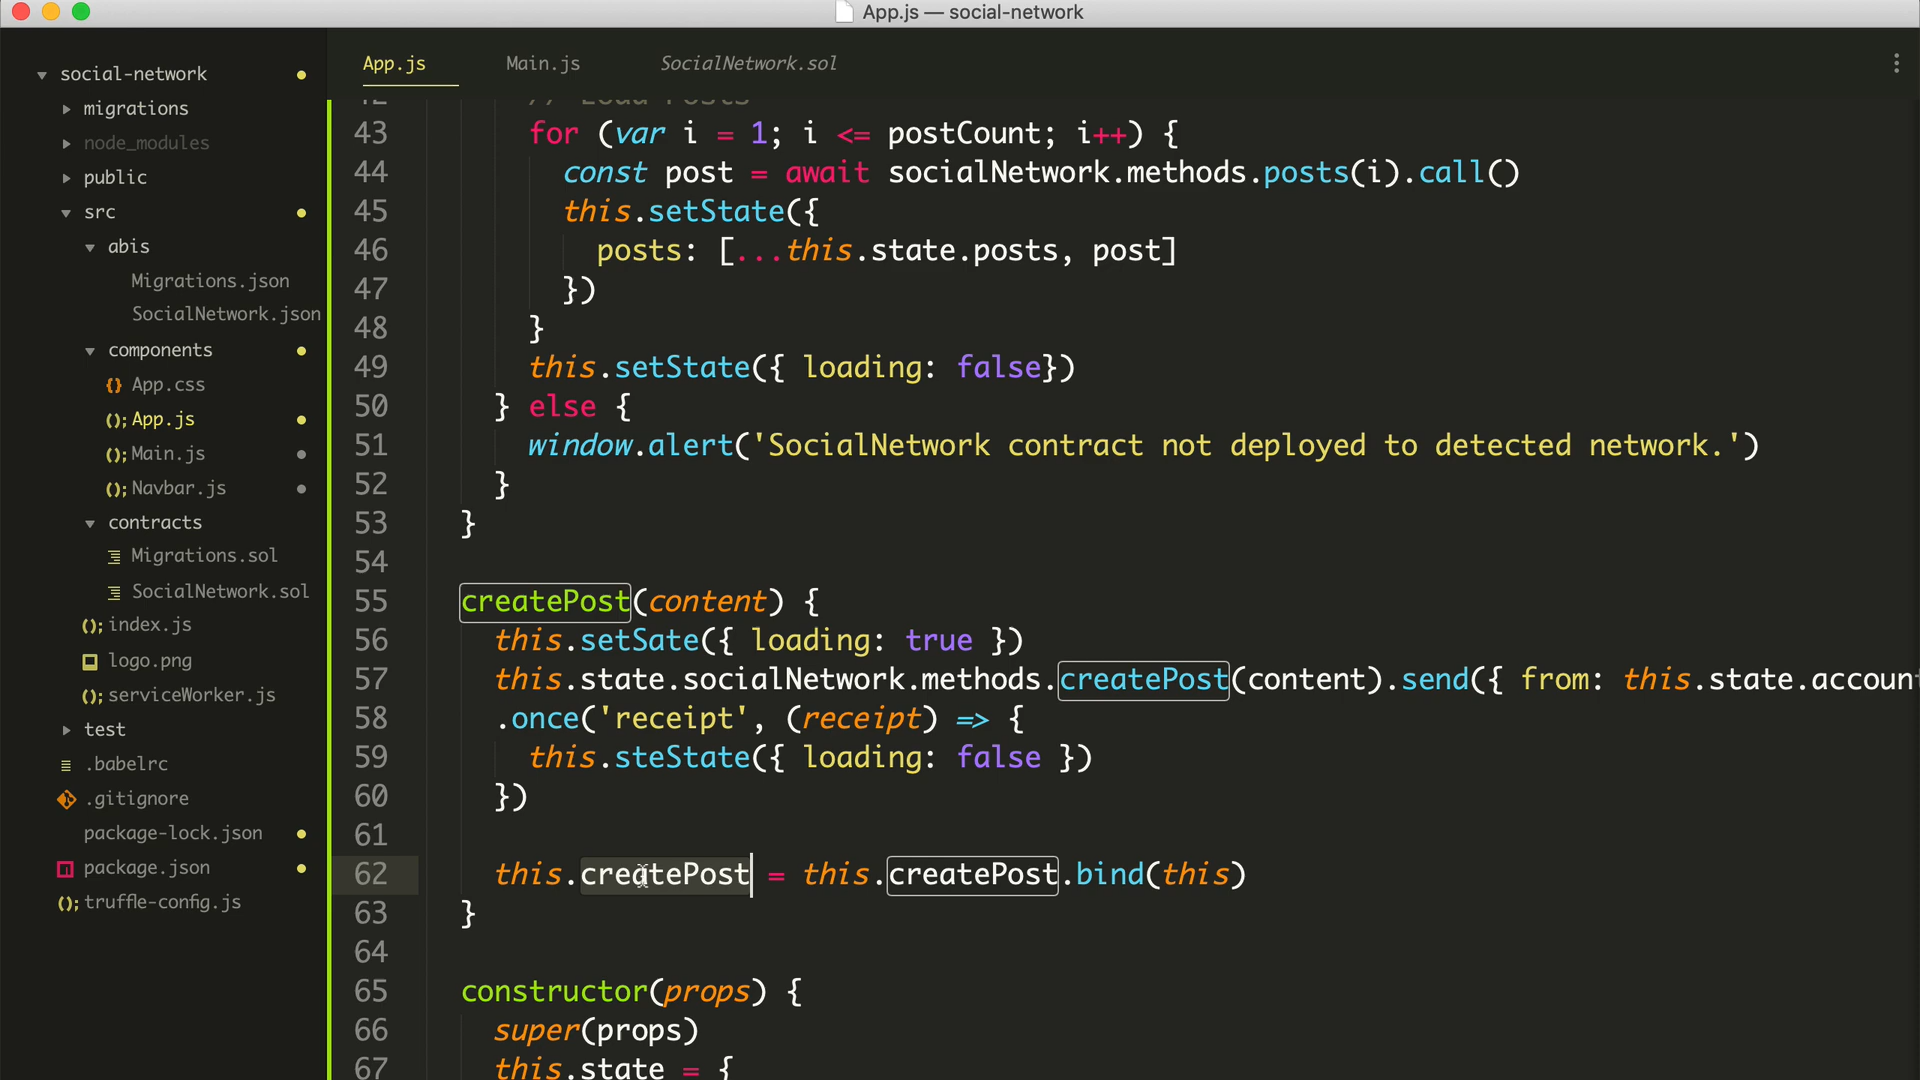 App.js — social-network
social-network
migrations
node_modules
public
src
abis
Migrations.json
SocialNetwork.json
components
App.css
App.js
Main.js
Navbar.js
contracts
Migrations.sol
SocialNetwork.sol
index.js
logo.png
serviceWorker.js
test
.babelrc
.gitignore
package-lock.json
package.json
truffle-config.js
App.js Main.js SocialNetwork.sol
42 // Load Posts
43 for (var i = 1; i <= postCount; i++) {
44 const post = await socialNetwork.methods.posts(i).call()
45 this.setState({
46 posts: [...this.state.posts, post]
47 })
48 }
49 this.setState({ loading: false})
50 } else {
51 window.alert('SocialNetwork contract not deployed to detected network.')
52 }
53 }
54
55 createPost(content) {
56 this.setSate({ loading: true })
57 this.state.socialNetwork.methods.createPost(content).send({ from: this.state.accoun
58 .once('receipt', (receipt) => {
59 this.steState({ loading: false })
60 })
61
62 this.createPost = this.createPost.bind(this)
63 }
64
65 constructor(props) {
66 super(props)
67 this.state = {